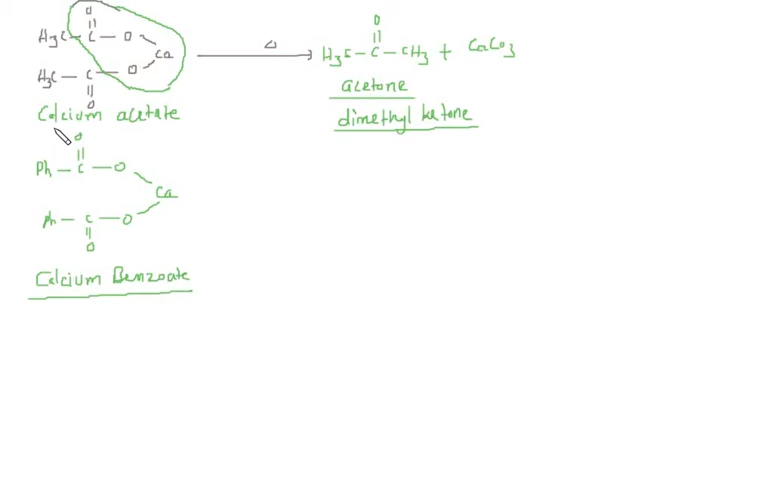 O
H₃C — C — O
Ca
H₃C — C — O
O
Calcium acetate
Δ
O
H₃C — C — CH₃ + CaCO₃
acetone
dimethyl ketone
O
Ph — C — O
Ca
Ph — C — O
O
Calcium Benzoate